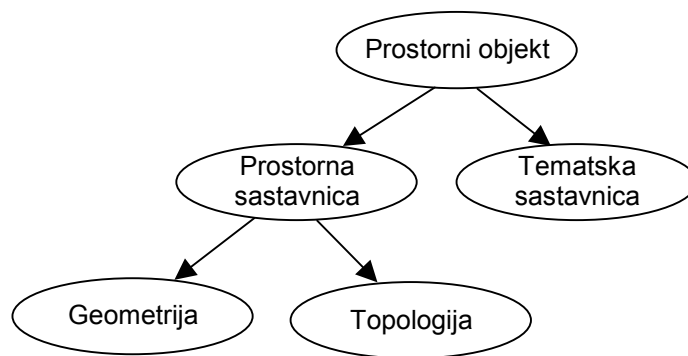 Prostorni objekt
Prostorna
sastavnica
Tematska
sastavnica
Geometrija
Topologija